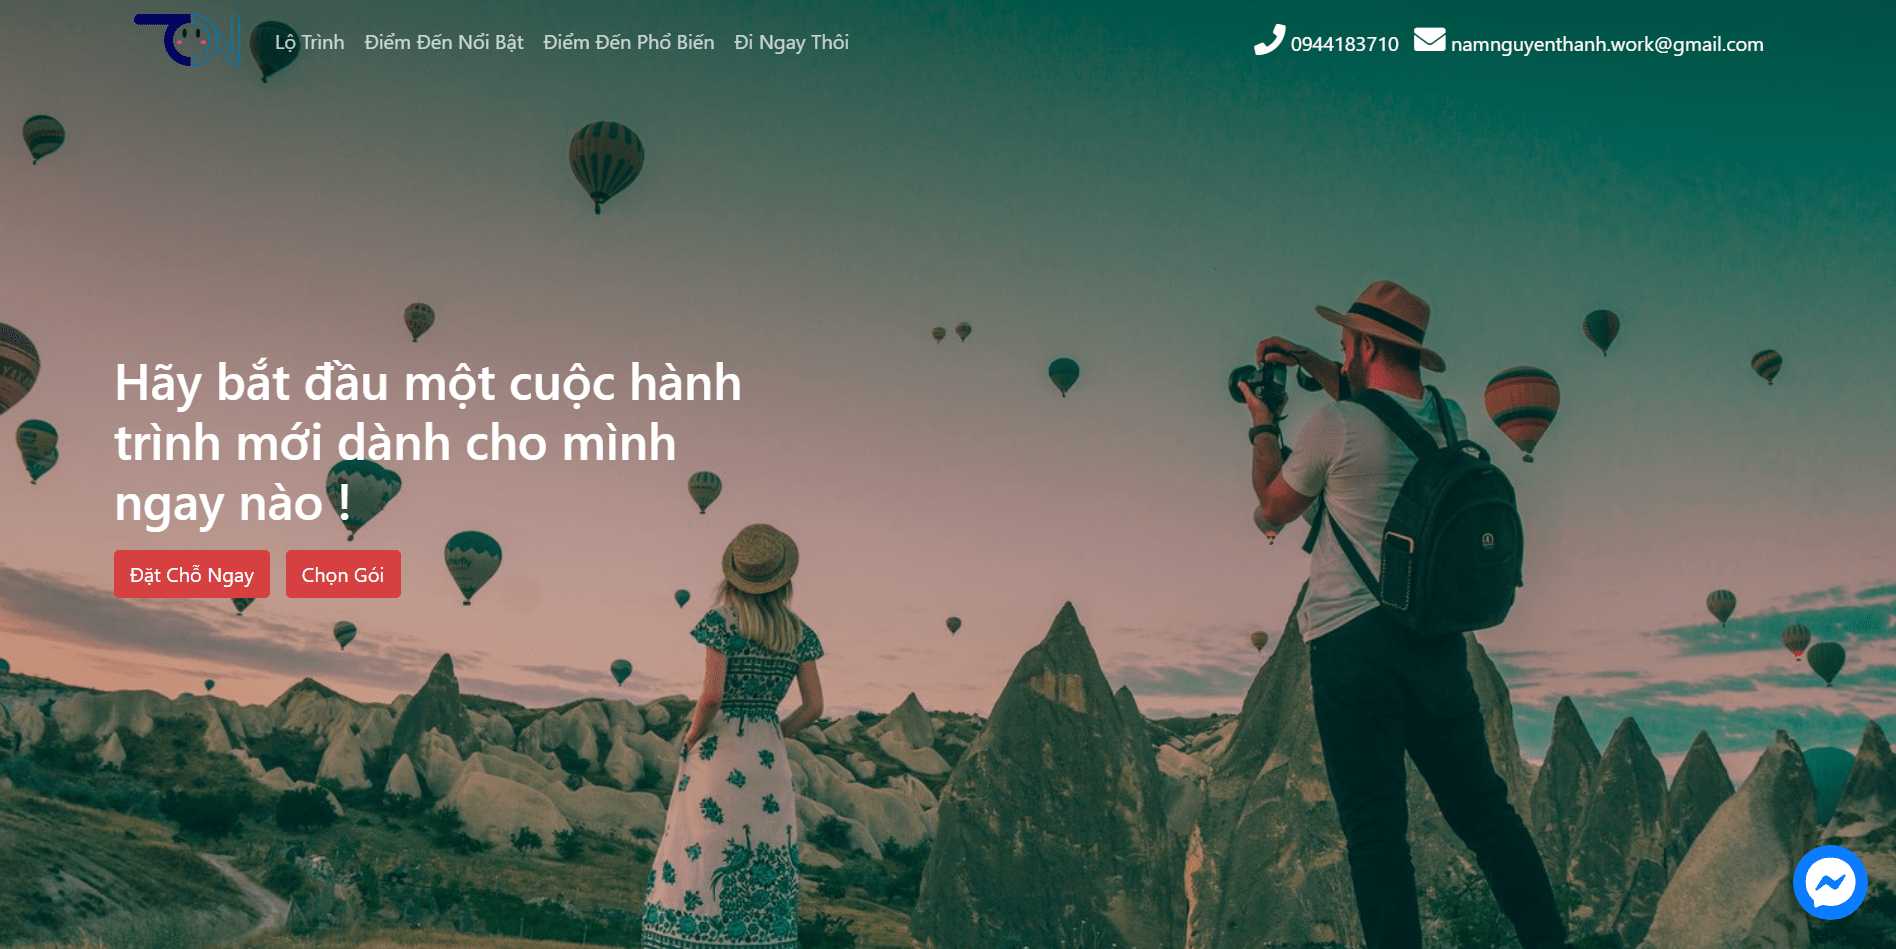 Lộ Trình Điểm Đến Nổi Bật Điểm Đến Phổ Biến Đi Ngay Thôi 0944183710 namnguyenthanh.work@gmail.com
Hãy bắt đầu một cuộc hành
trình mới dành cho mình
ngay nào !
Đặt Chỗ Ngay Chọn Gói